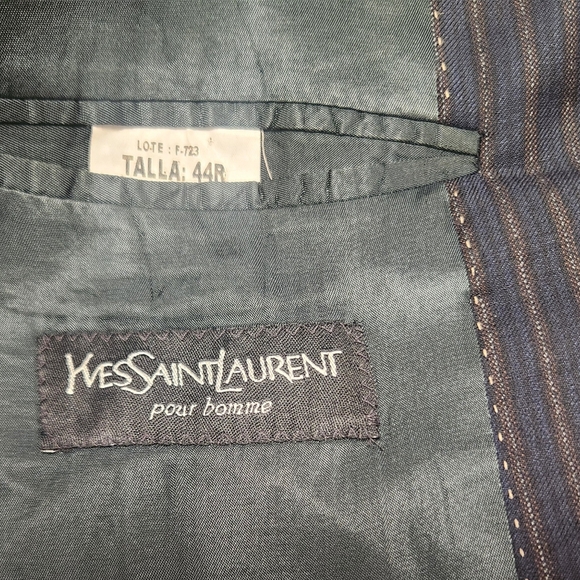 LOTE : F-723
TALLA: 44R
YVESSAINTLAURENT
pour homme